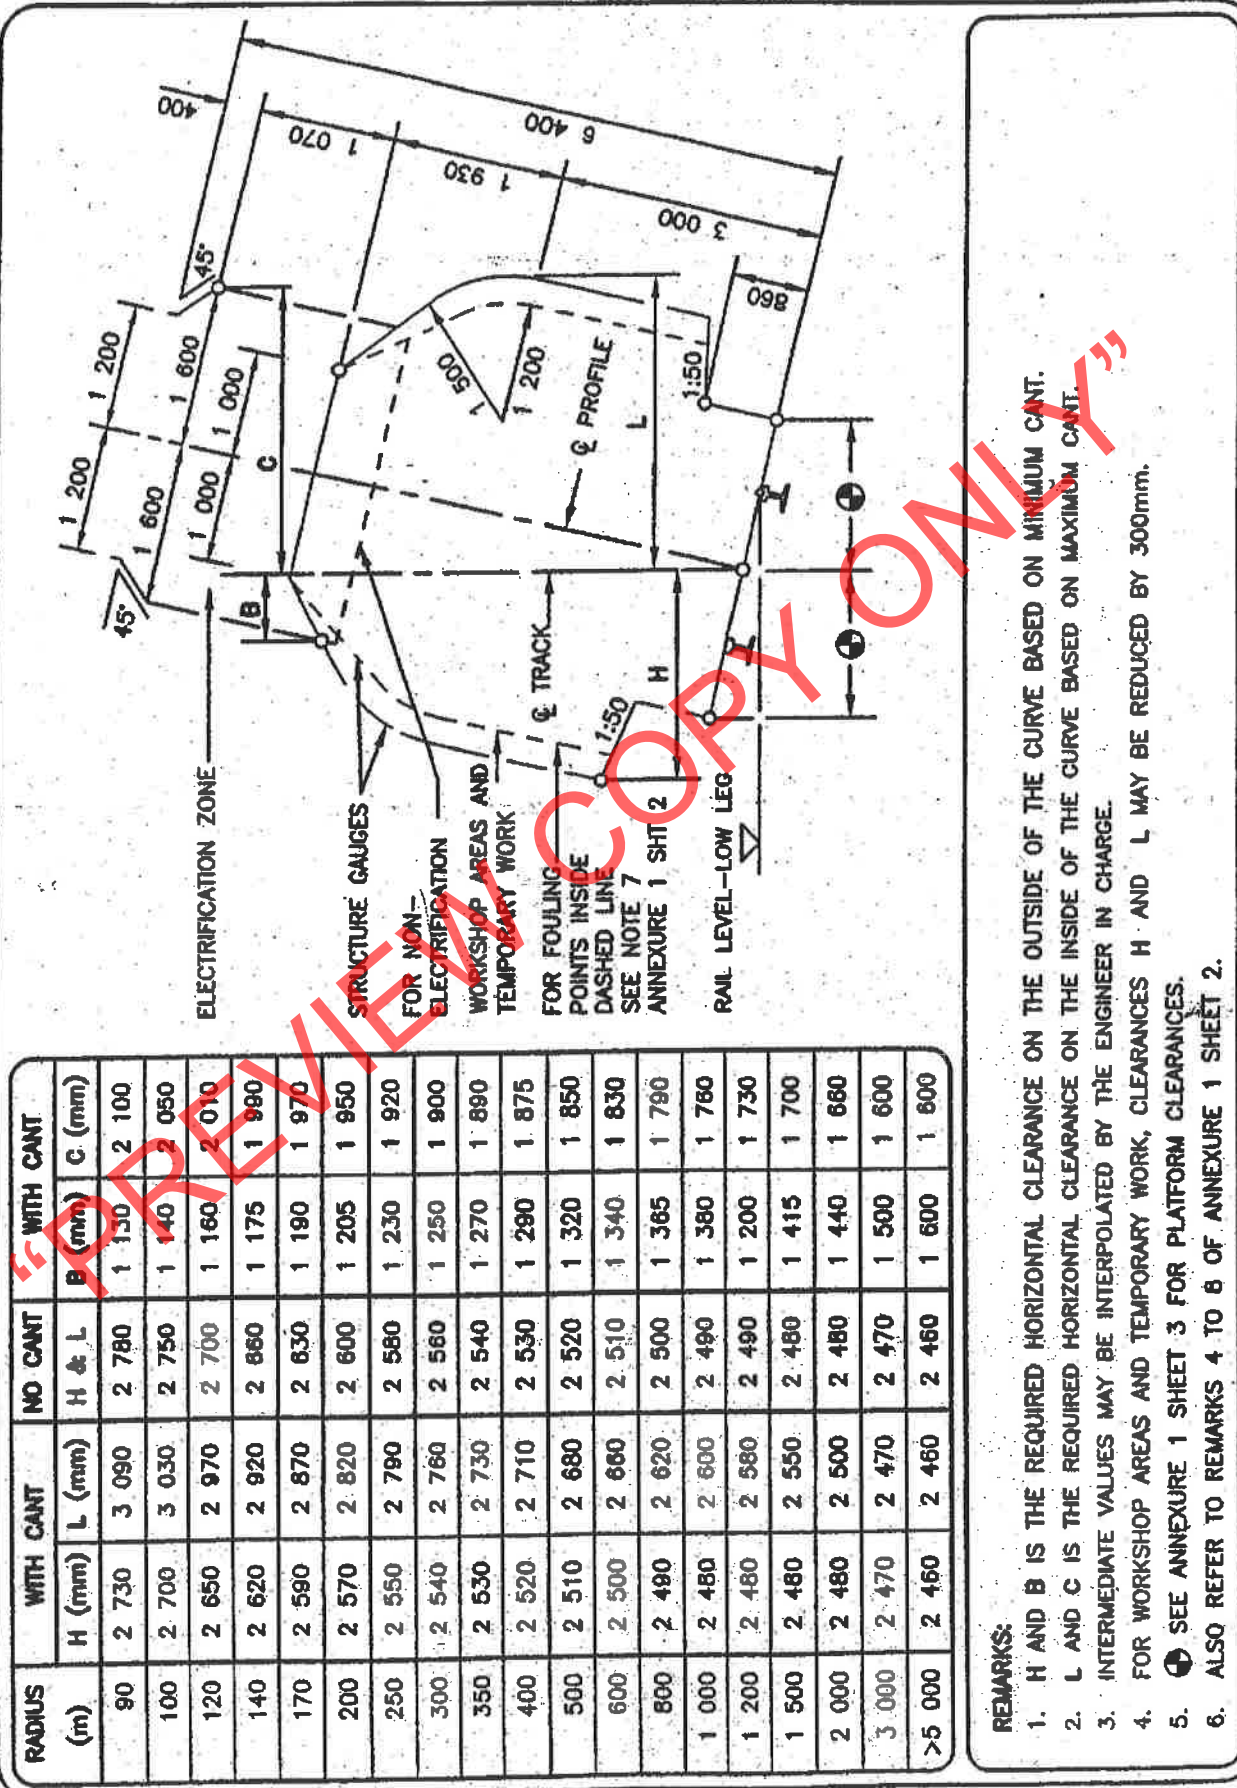 RADIUS WITH CANT NO CANT WITH CANT
(m) H (mm) L (mm) H & L B (mm) C (mm)
90 2 730 3 090 2 780 1 130 2 100
100 2 700 3 030 2 750 1 140 2 050
120 2 650 2 970 2 700 1 160 2 010
140 2 620 2 920 2 660 1 175 1 990
170 2 590 2 870 2 630 1 190 1 970
200 2 570 2 820 2 600 1 205 1 950
250 2 550 2 790 2 580 1 230 1 920
300 2 540 2 760 2 560 1 250 1 900
350 2 530 2 730 2 540 1 270 1 890
400 2 520 2 710 2 530 1 290 1 875
500 2 510 2 680 2 520 1 320 1 850
600 2 500 2 660 2 510 1 340 1 830
800 2 490 2 620 2 500 1 365 1 790
1 000 2 480 2 600 2 490 1 380 1 760
1 200 2 480 2 580 2 490 1 200 1 730
1 500 2 480 2 550 2 480 1 415 1 700
2 000 2 480 2 500 2 480 1 440 1 660
3 000 2 470 2 470 2 470 1 500 1 600
>5 000 2 460 2 460 2 460 1 600 1 600
ELECTRIFICATION ZONE
STRUCTURE GAUGES
FOR NON-
ELECTRIFICATION
WORKSHOP AREAS AND
TEMPORARY WORK
FOR FOULING
POINTS INSIDE
DASHED LINE
SEE NOTE 7
ANNEXURE 1 SHT 2
RAIL LEVEL-LOW LEG
45°
1 200
1 200
1 600
1 600
1 000
1 000
45°
400
B
C
1 070
1 930
6 400
3 000
860
1 500
1 200
℄ PROFILE
L
℄ TRACK
H
1:50
1:50
REMARKS:
1. H AND B IS THE REQUIRED HORIZONTAL CLEARANCE ON THE OUTSIDE OF THE CURVE BASED ON MINIMUM CANT.
2. L AND C IS THE REQUIRED HORIZONTAL CLEARANCE ON THE INSIDE OF THE CURVE BASED ON MAXIMUM CANT.
3. INTERMEDIATE VALUES MAY BE INTERPOLATED BY THE ENGINEER IN CHARGE.
4. FOR WORKSHOP AREAS AND TEMPORARY WORK, CLEARANCES H AND L MAY BE REDUCED BY 300mm.
5. SEE ANNEXURE 1 SHEET 3 FOR PLATFORM CLEARANCES.
6. ALSO REFER TO REMARKS 4 TO 8 OF ANNEXURE 1 SHEET 2.
"PREVIEW COPY ONLY"